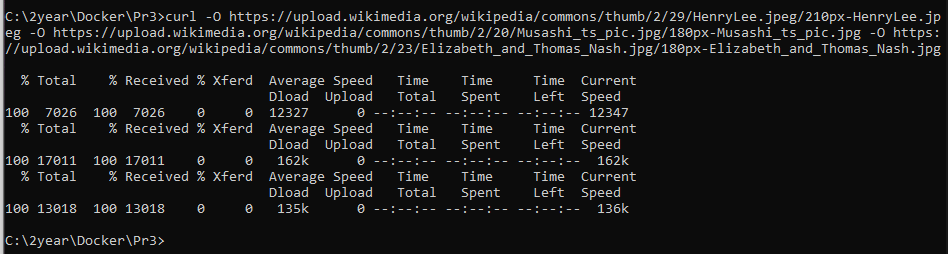 C:\2year\Docker\Pr3>curl -O https://upload.wikimedia.org/wikipedia/commons/thumb/2/29/HenryLee.jpeg/210px-HenryLee.jp
eg -O https://upload.wikimedia.org/wikipedia/commons/thumb/2/20/Musashi_ts_pic.jpg/180px-Musashi_ts_pic.jpg -O https:
//upload.wikimedia.org/wikipedia/commons/thumb/2/23/Elizabeth_and_Thomas_Nash.jpg/180px-Elizabeth_and_Thomas_Nash.jpg
  % Total    % Received % Xferd  Average Speed   Time    Time     Time  Current
                                 Dload  Upload   Total   Spent    Left  Speed
100  7026  100  7026    0     0  12327      0 --:--:-- --:--:-- --:--:-- 12347
  % Total    % Received % Xferd  Average Speed   Time    Time     Time  Current
                                 Dload  Upload   Total   Spent    Left  Speed
100 17011  100 17011    0     0   162k      0 --:--:-- --:--:-- --:--:--  162k
  % Total    % Received % Xferd  Average Speed   Time    Time     Time  Current
                                 Dload  Upload   Total   Spent    Left  Speed
100 13018  100 13018    0     0   135k      0 --:--:-- --:--:-- --:--:--  136k
C:\2year\Docker\Pr3>